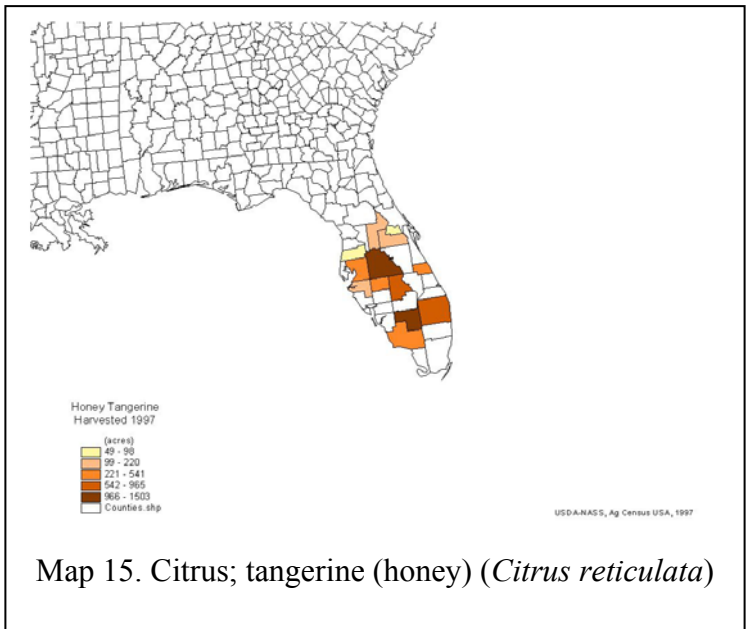 Honey Tangerine
Harvested 1997
(acres)
49 - 98
99 - 220
221 - 541
542 - 965
966 - 1503
Counties.shp
USDA-NASS, Ag Census USA, 1997
Map 15. Citrus; tangerine (honey) (Citrus reticulata)